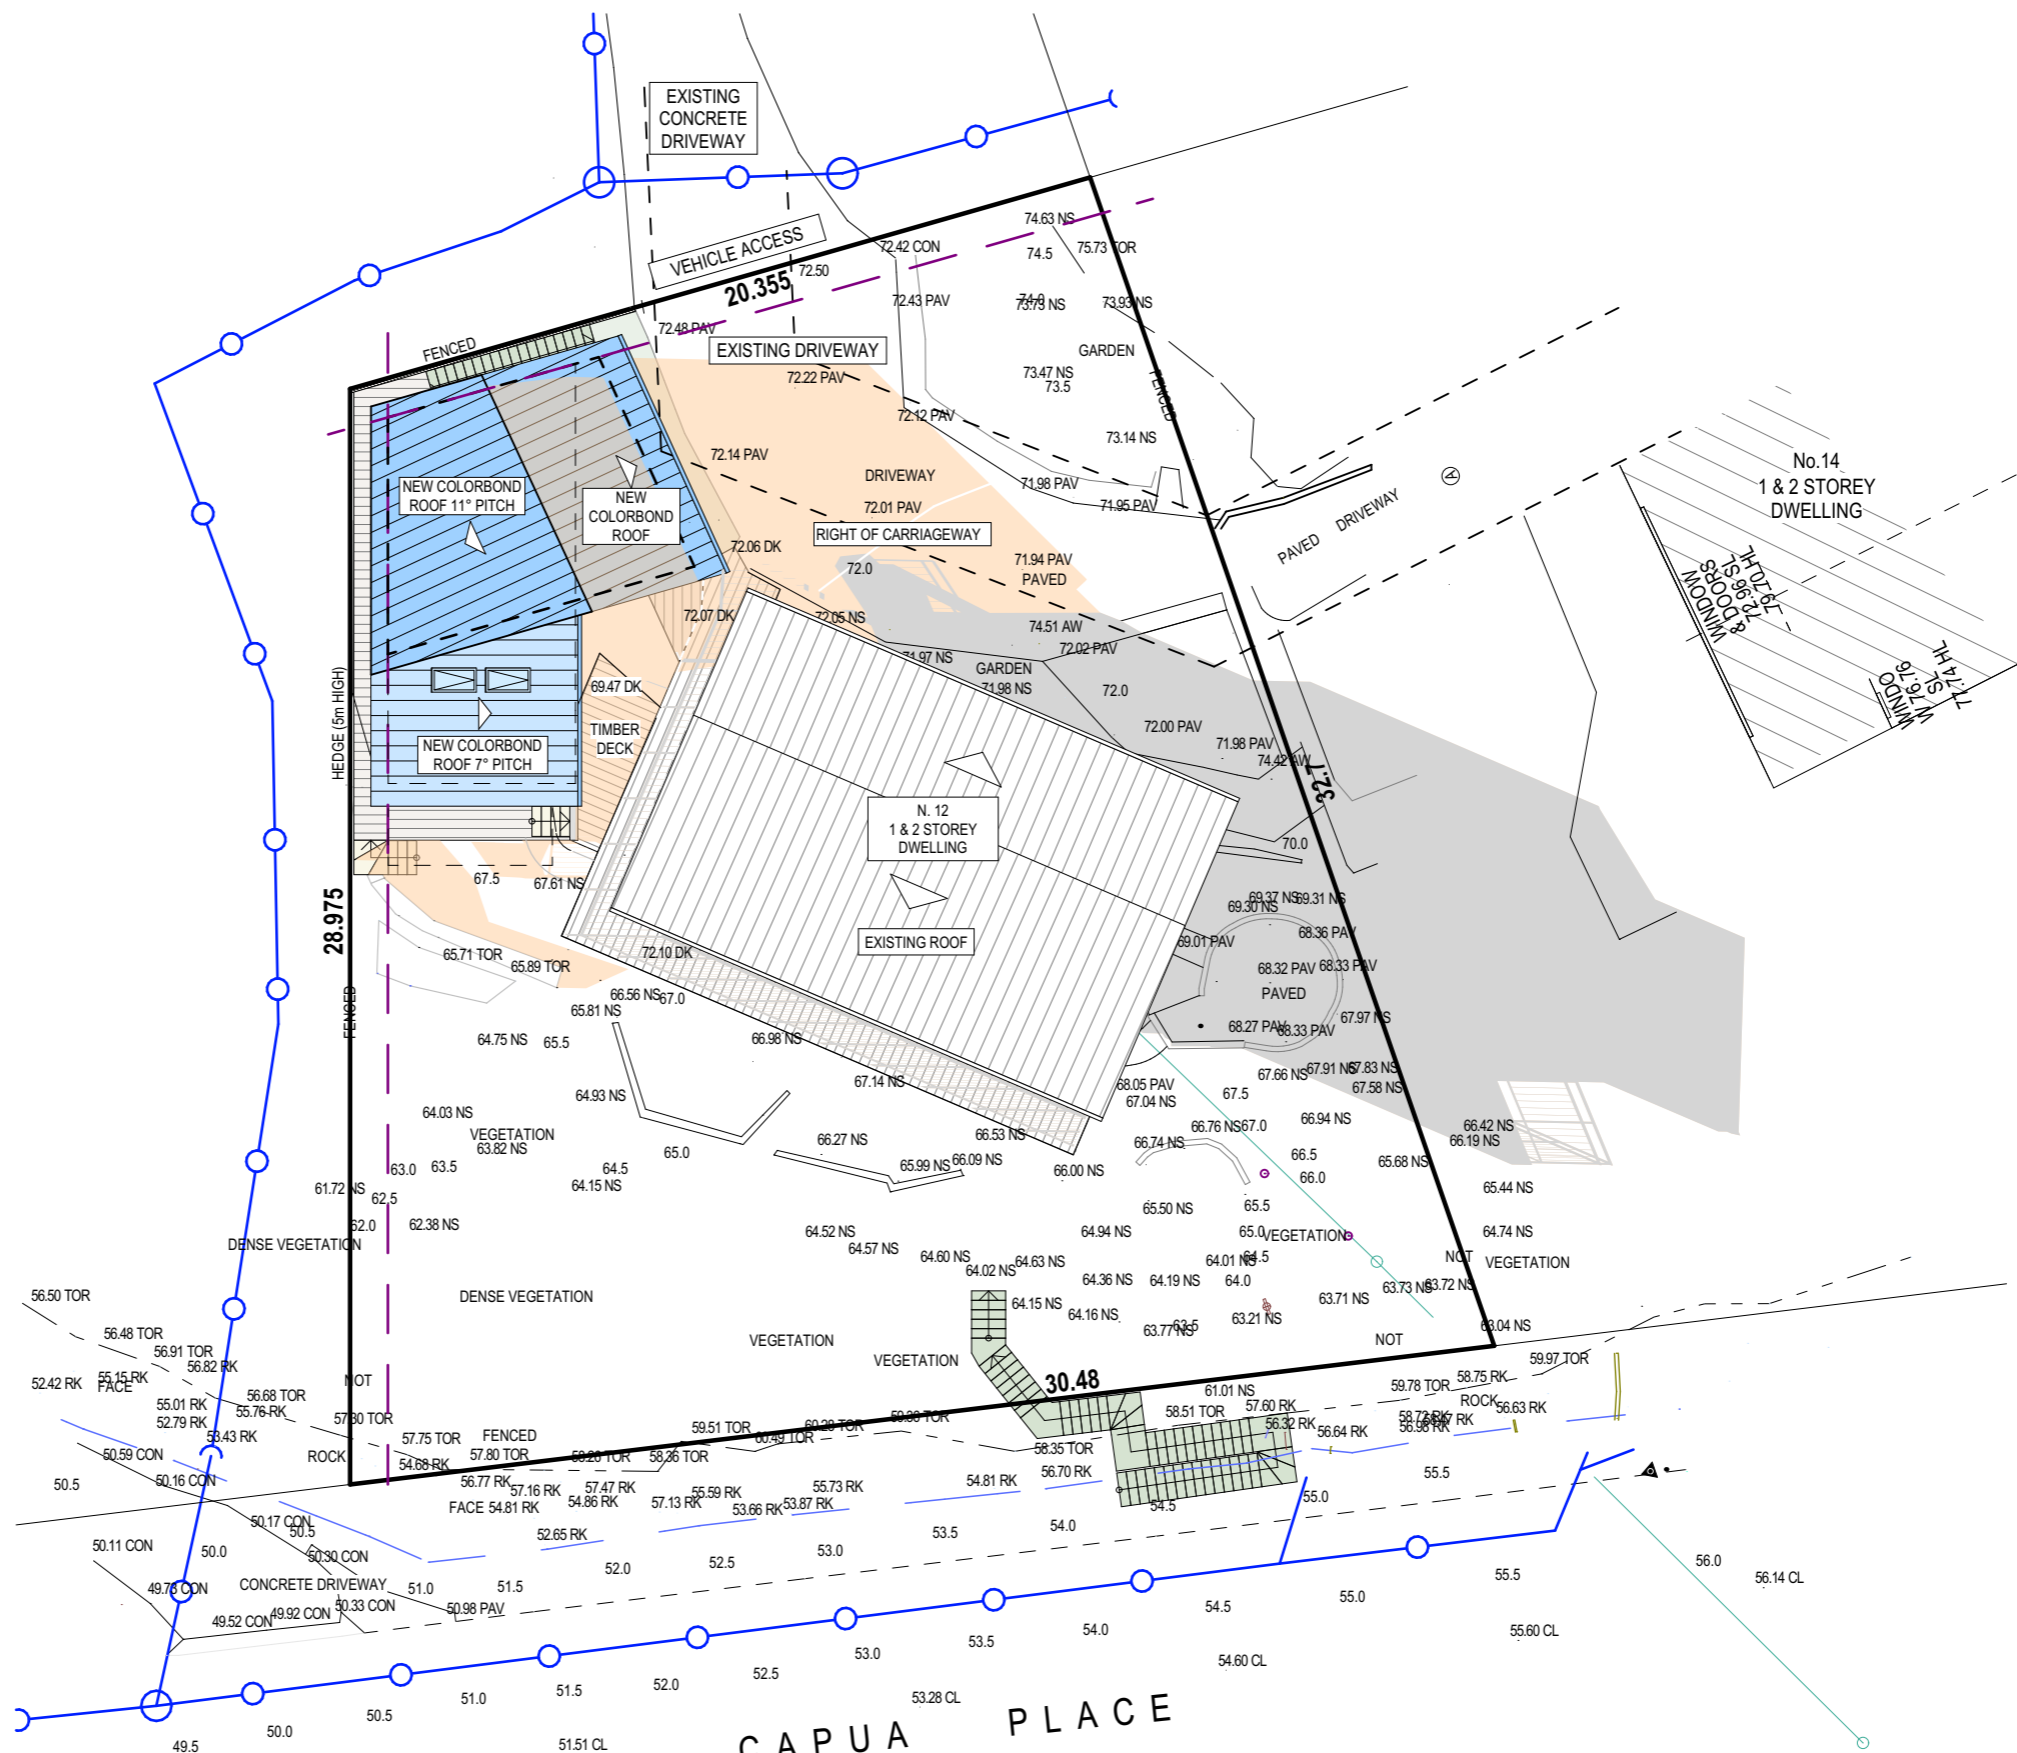 EXISTING
CONCRETE
DRIVEWAY
VEHICLE ACCESS
20.355
72.50
72.42 CON
74.63 NS
74.5
75.73 TOR
72.43 PAV
74.0
73.73 NS
73.93 NS
72.48 PAV
FENCED
EXISTING DRIVEWAY
GARDEN
72.22 PAV
73.47 NS
73.5
FENCED
72.12 PAV
73.14 NS
72.14 PAV
DRIVEWAY
71.98 PAV
71.95 PAV
72.01 PAV
RIGHT OF CARRIAGEWAY
NEW COLORBOND
ROOF 11° PITCH
NEW
COLORBOND
ROOF
PAVED DRIVEWAY
No.14
1 & 2 STOREY
DWELLING
WINDOW
& DOORS
72.96 SL
79.70 HL
WINDO
W 76.76
SL
77.74 HL
72.06 DK
72.0
71.94 PAV
PAVED
72.07 DK
72.05 NS
74.51 AW
72.02 PAV
71.97 NS
GARDEN
71.98 NS
72.0
69.47 DK
TIMBER
DECK
HEDGE (5m HIGH)
NEW COLORBOND
ROOF 7° PITCH
72.00 PAV
71.98 PAV
74.42 AW
32.7
N. 12
1 & 2 STOREY
DWELLING
70.0
67.5
67.61 NS
28.975
FENCED
EXISTING ROOF
69.37 NS
69.31 NS
69.30 NS
68.36 PAV
69.01 PAV
68.32 PAV
68.33 PAV
PAVED
65.71 TOR
65.89 TOR
72.10 DK
66.56 NS
67.0
65.81 NS
67.97 NS
68.27 PAV
68.33 PAV
64.75 NS
65.5
66.98 NS
67.14 NS
67.66 NS
67.91 NS
67.83 NS
67.58 NS
68.05 PAV
67.04 NS
67.5
64.93 NS
64.03 NS
VEGETATION
63.82 NS
66.27 NS
66.53 NS
66.74 NS
66.76 NS
67.0
66.94 NS
66.42 NS
66.19 NS
63.0
63.5
64.5
65.0
64.15 NS
65.99 NS
66.09 NS
66.00 NS
66.5
66.0
65.68 NS
61.72 NS
62.5
62.0
62.38 NS
65.44 NS
65.50 NS
65.5
DENSE VEGETATION
64.52 NS
64.57 NS
64.60 NS
64.63 NS
64.02 NS
64.94 NS
65.0
VEGETATION
64.74 NS
NOT
VEGETATION
64.01 NS
64.5
64.36 NS
64.19 NS
64.0
63.73 NS
63.72 NS
DENSE VEGETATION
64.15 NS
64.16 NS
63.71 NS
63.77 NS
63.5
63.21 NS
63.04 NS
NOT
VEGETATION
VEGETATION
56.50 TOR
56.48 TOR
56.91 TOR
56.82 RK
52.42 RK
55.15 RK
FACE
55.01 RK
52.79 RK
56.68 TOR
55.76 RK
53.43 RK
NOT
57.30 TOR
30.48
61.01 NS
58.51 TOR
57.60 RK
56.32 RK
56.64 RK
59.78 TOR
59.97 TOR
58.75 RK
ROCK
58.73 RK
56.98 RK
56.63 RK
50.59 CON
50.16 CON
50.5
ROCK
57.75 TOR
54.68 RK
FENCED
57.80 TOR
58.36 TOR
59.51 TOR
60.49 TOR
60.28 TOR
58.35 TOR
56.77 RK
57.16 RK
57.47 RK
FACE
54.81 RK
54.86 RK
57.13 RK
55.59 RK
55.73 RK
53.66 RK
53.87 RK
54.81 RK
56.70 RK
52.65 RK
54.5
55.0
55.5
54.0
53.5
53.0
52.5
52.0
51.5
51.0
50.17 CON
50.5
50.30 CON
50.11 CON
50.0
49.73 CON
CONCRETE DRIVEWAY
49.52 CON
49.92 CON
50.33 CON
50.98 PAV
56.0
56.14 CL
55.5
55.0
54.5
54.0
53.5
53.0
52.5
52.0
51.5
51.0
50.5
50.0
49.5
55.60 CL
54.60 CL
53.28 CL
51.51 CL
CAPUA PLACE